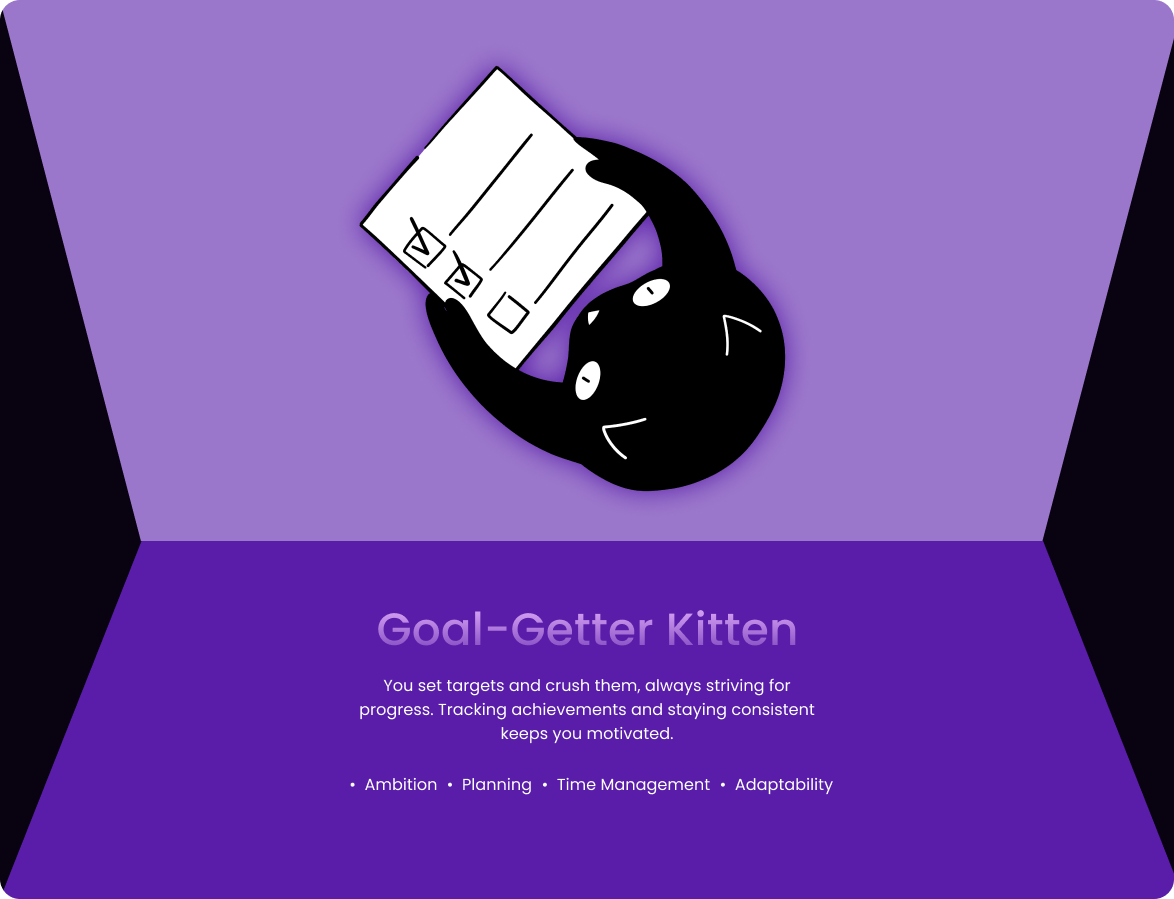 Goal-Getter Kitten
You set targets and crush them, always striving for
progress. Tracking achievements and staying consistent
keeps you motivated.
• Ambition • Planning • Time Management • Adaptability